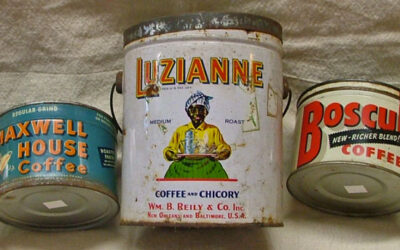 REGULAR GRIND
MAXWELL
HOUSE
Coffee
LUZIANNE
MEDIUM ROAST
COFFEE AND CHICORY
WM. B. REILY & CO. INC.
NEW ORLEANS AND BALTIMORE, U.S.A.
BOSCUL
NEW-RICHER BLEND!
COFFEE